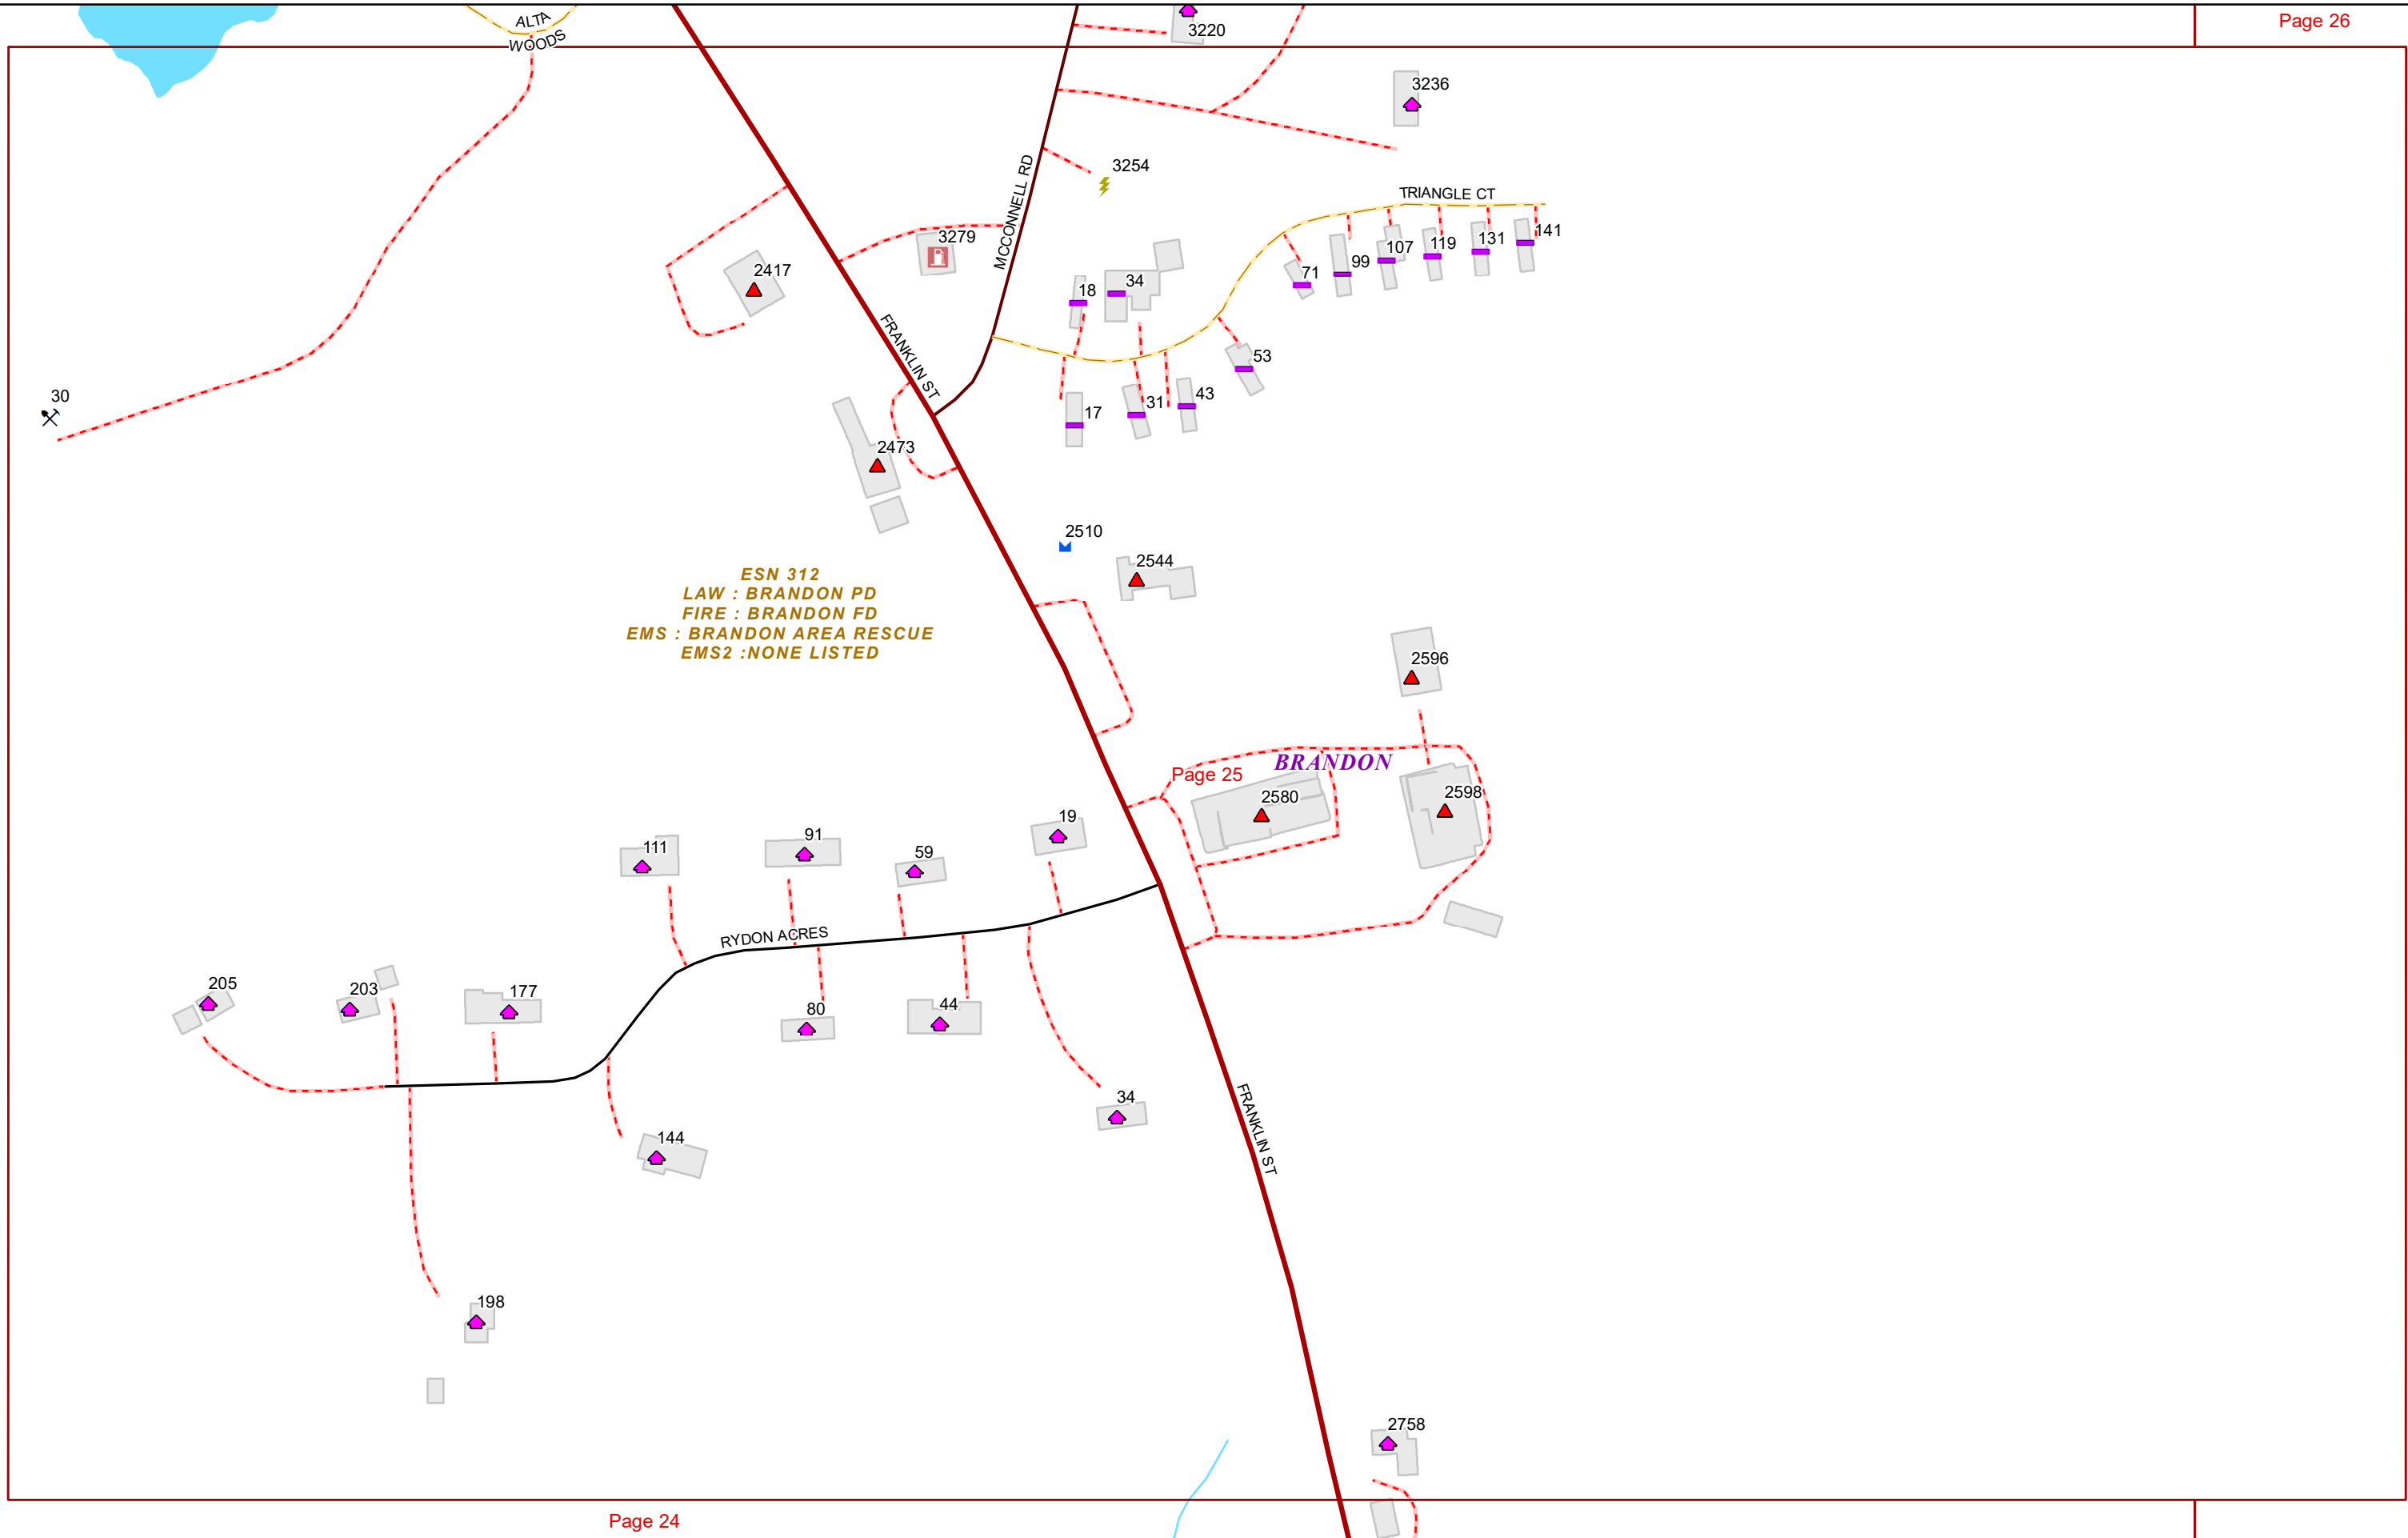 ALTA
WOODS
3220
Page 26
3236
MCCONNELL RD
3254
TRIANGLE CT
3279
2417
18
34
71
99
107
119
131
141
FRANKLIN ST
53
30
17
31
43
2473
2510
2544
ESN 312
LAW : BRANDON PD
FIRE : BRANDON FD
EMS : BRANDON AREA RESCUE
EMS2 :NONE LISTED
2596
BRANDON
Page 25
2580
2598
111
91
59
19
RYDON ACRES
205
203
177
80
44
34
144
FRANKLIN ST
198
2758
Page 24